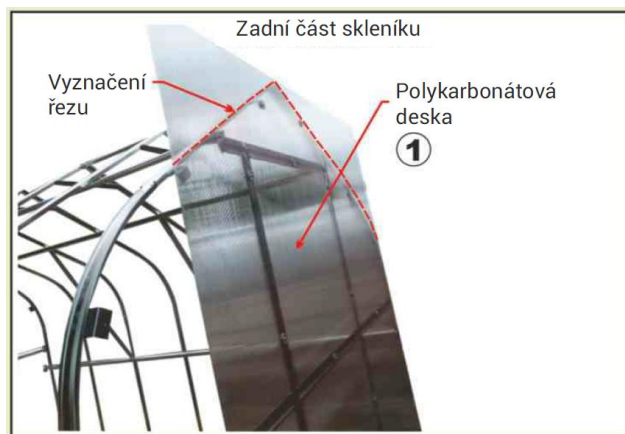 Zadní část skleníku
Vyznačení
řezu
Polykarbonátová
deska
1